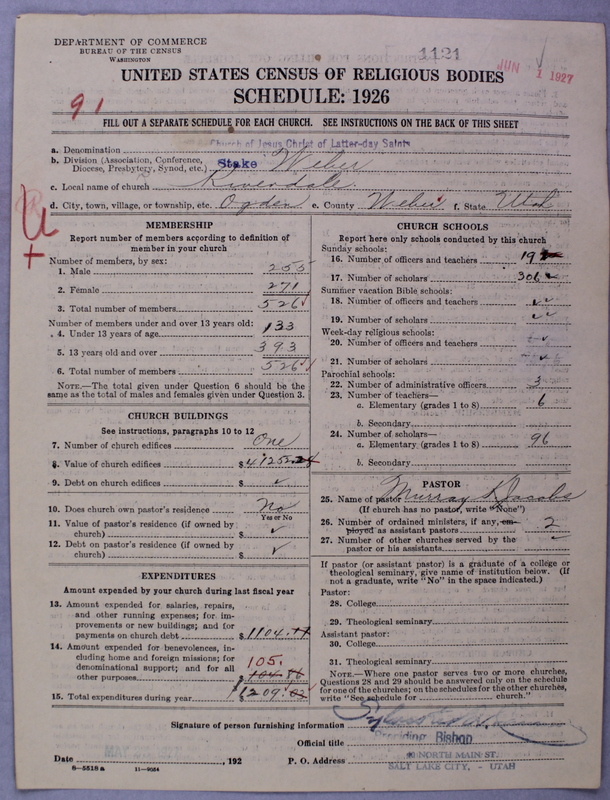 DEPARTMENT OF COMMERCE
BUREAU OF THE CENSUS
WASHINGTON
1121
JUN 1 1927
UNITED STATES CENSUS OF RELIGIOUS BODIES
SCHEDULE: 1926
91
FILL OUT A SEPARATE SCHEDULE FOR EACH CHURCH. SEE INSTRUCTIONS ON THE BACK OF THIS SHEET
a. Denomination Church of Jesus Christ of Latter-day Saints
b. Division (Association, Conference, Diocese, Presbytery, Synod, etc.) Stake Weber
c. Local name of church Riverdale
d. City, town, village, or township, etc. Ogden e. County Weber f. State Utah
MEMBERSHIP
Report number of members according to definition of member in your church
Number of members, by sex:
1. Male 255
2. Female 271
3. Total number of members 526
Number of members under and over 13 years old:
4. Under 13 years of age 133
5. 13 years old and over 393
6. Total number of members 526
NOTE.—The total given under Question 6 should be the same as the total of males and females given under Question 3.
CHURCH BUILDINGS
See instructions, paragraphs 10 to 12
7. Number of church edifices One
8. Value of church edifices $4125.
9. Debt on church edifices $
10. Does church own pastor's residence? No
Yes or No
11. Value of pastor's residence (if owned by church) $
12. Debt on pastor's residence (if owned by church) $
EXPENDITURES
Amount expended by your church during last fiscal year
13. Amount expended for salaries, repairs, and other running expenses; for improvements or new buildings; and for payments on church debt $1104.
14. Amount expended for benevolences, including home and foreign missions; for denominational support; and for all other purposes 105. $104.86
15. Total expenditures during year $1209.
CHURCH SCHOOLS
Report here only schools conducted by this church
Sunday schools:
16. Number of officers and teachers 19
17. Number of scholars 306
Summer vacation Bible schools:
18. Number of officers and teachers
19. Number of scholars
Week-day religious schools:
20. Number of officers and teachers
21. Number of scholars
Parochial schools:
22. Number of administrative officers 3
23. Number of teachers—
a. Elementary (grades 1 to 8) 6
b. Secondary
24. Number of scholars—
a. Elementary (grades 1 to 8) 96
b. Secondary
PASTOR
25. Name of pastor Murray K Jacobs
(If church has no pastor, write "None")
26. Number of ordained ministers, if any, employed as assistant pastors 2
27. Number of other churches served by the pastor or his assistants
If pastor (or assistant pastor) is a graduate of a college or theological seminary, give name of institution below. (If not a graduate, write "No" in the space indicated.)
Pastor:
28. College
29. Theological seminary
Assistant pastor:
30. College
31. Theological seminary
NOTE.—Where one pastor serves two or more churches, Questions 28 and 29 should be answered only on the schedule for one of the churches; on the schedules for the other churches, write "See schedule for church."
Signature of person furnishing information
Official title Presiding Bishop
Date , 192 P. O. Address 40 NORTH MAIN ST.
SALT LAKE CITY, - UTAH
8—5518a 11—9034